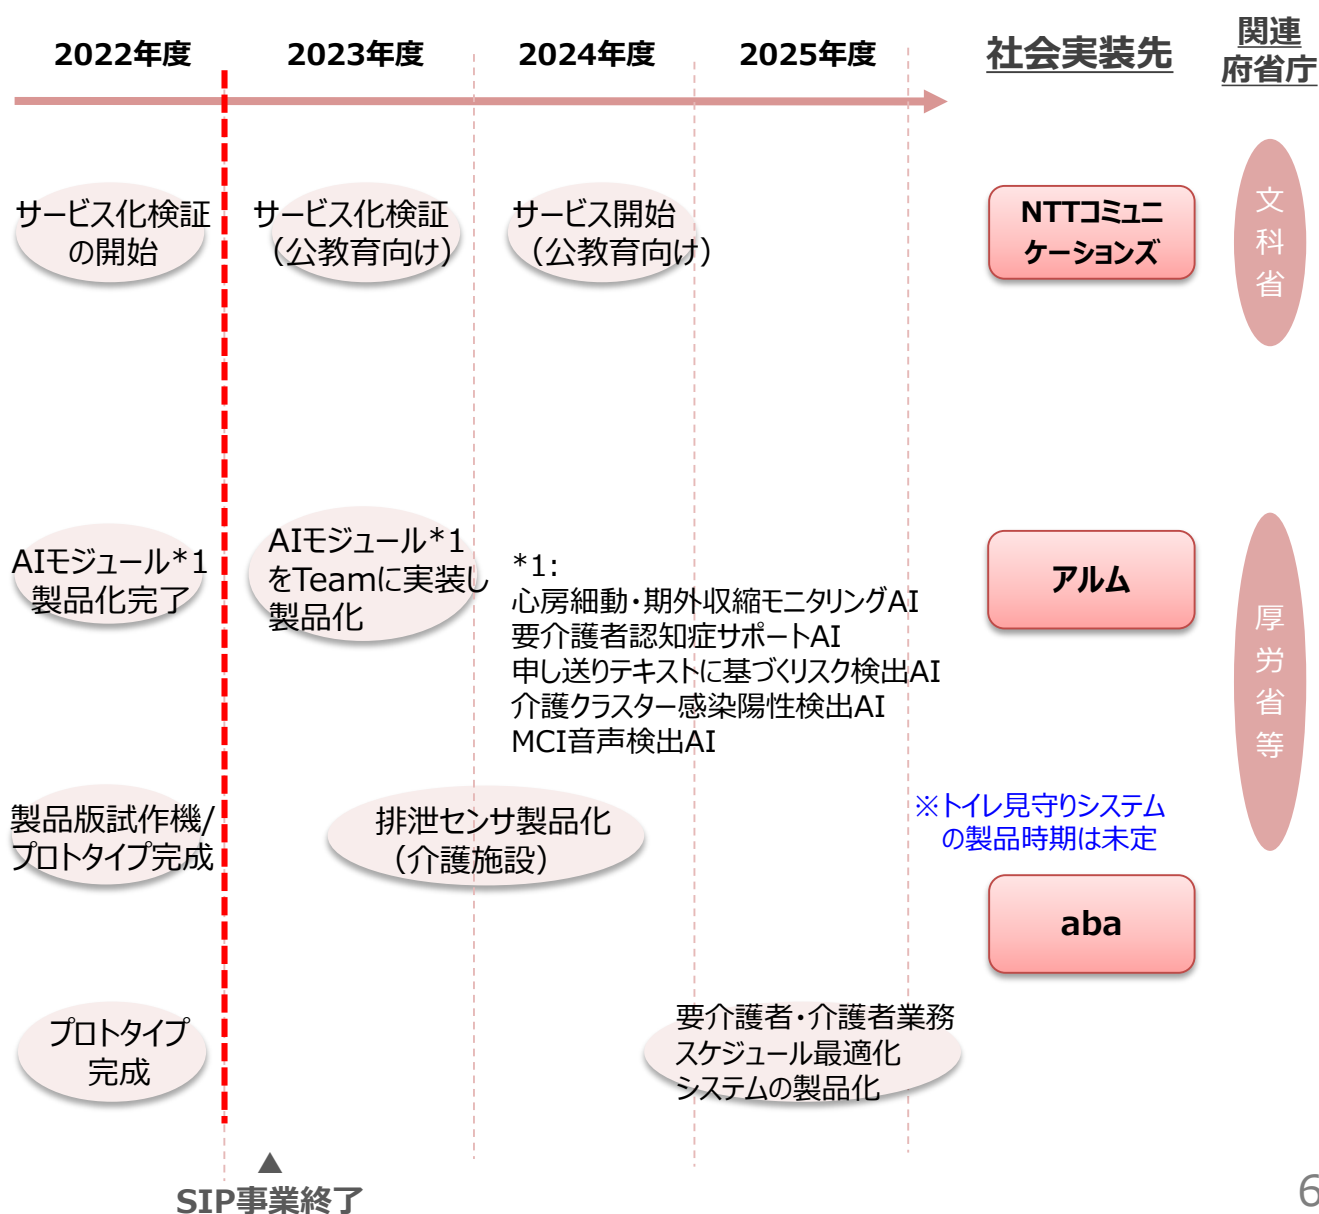 2022年度
2023年度
2024年度
2025年度
社会実装先
関連
府省庁
サービス化検証
の開始
サービス化検証
（公教育向け）
サービス開始
（公教育向け）
NTTコミュニ
ケーションズ
文科省
AIモジュール*1
製品化完了
AIモジュール*1
をTeamに実装し
製品化
*1:
心房細動・期外収縮モニタリングAI
要介護者認知症サポートAI
申し送りテキストに基づくリスク検出AI
介護クラスター感染陽性検出AI
MCI音声検出AI
アルム
厚労省等
製品版試作機/
プロトタイプ完成
排泄センサ製品化
（介護施設）
※トイレ見守りシステム
の製品時期は未定
aba
プロトタイプ
完成
要介護者・介護者業務
スケジュール最適化
システムの製品化
▲
SIP事業終了
6